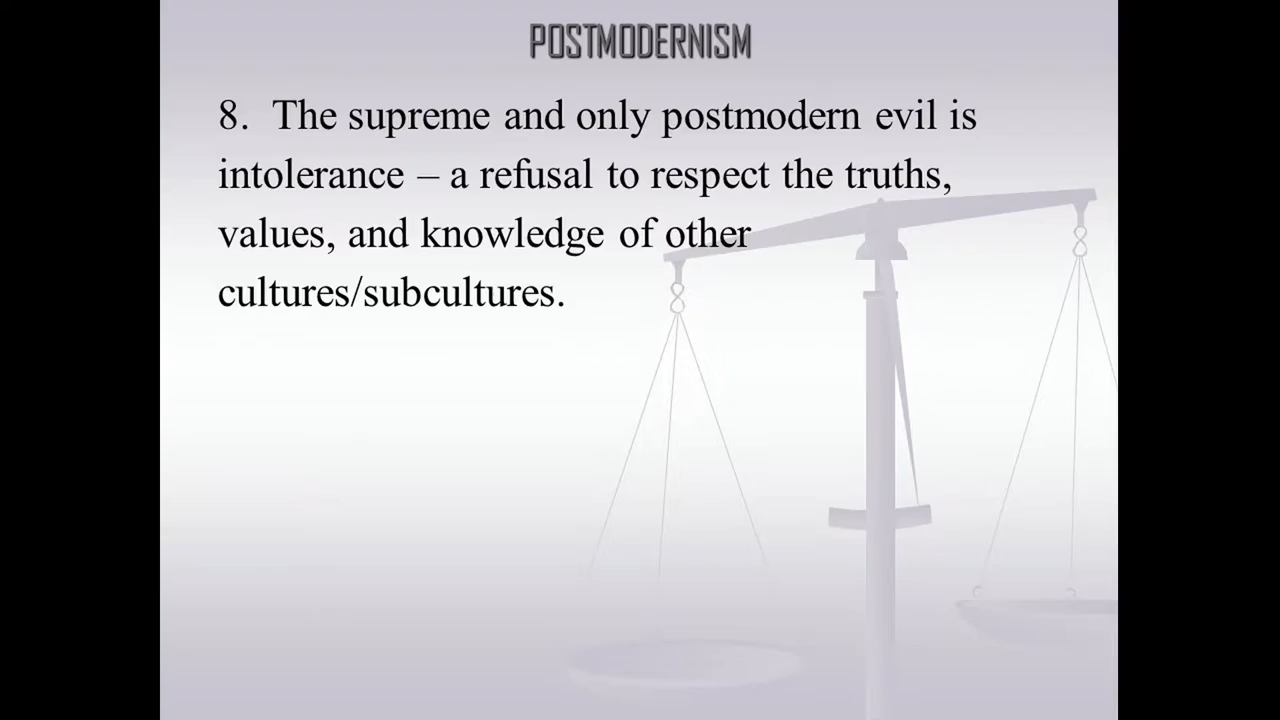 POSTMODERNISM
8.  The supreme and only postmodern evil is
intolerance – a refusal to respect the truths,
values, and knowledge of other
cultures/subcultures.